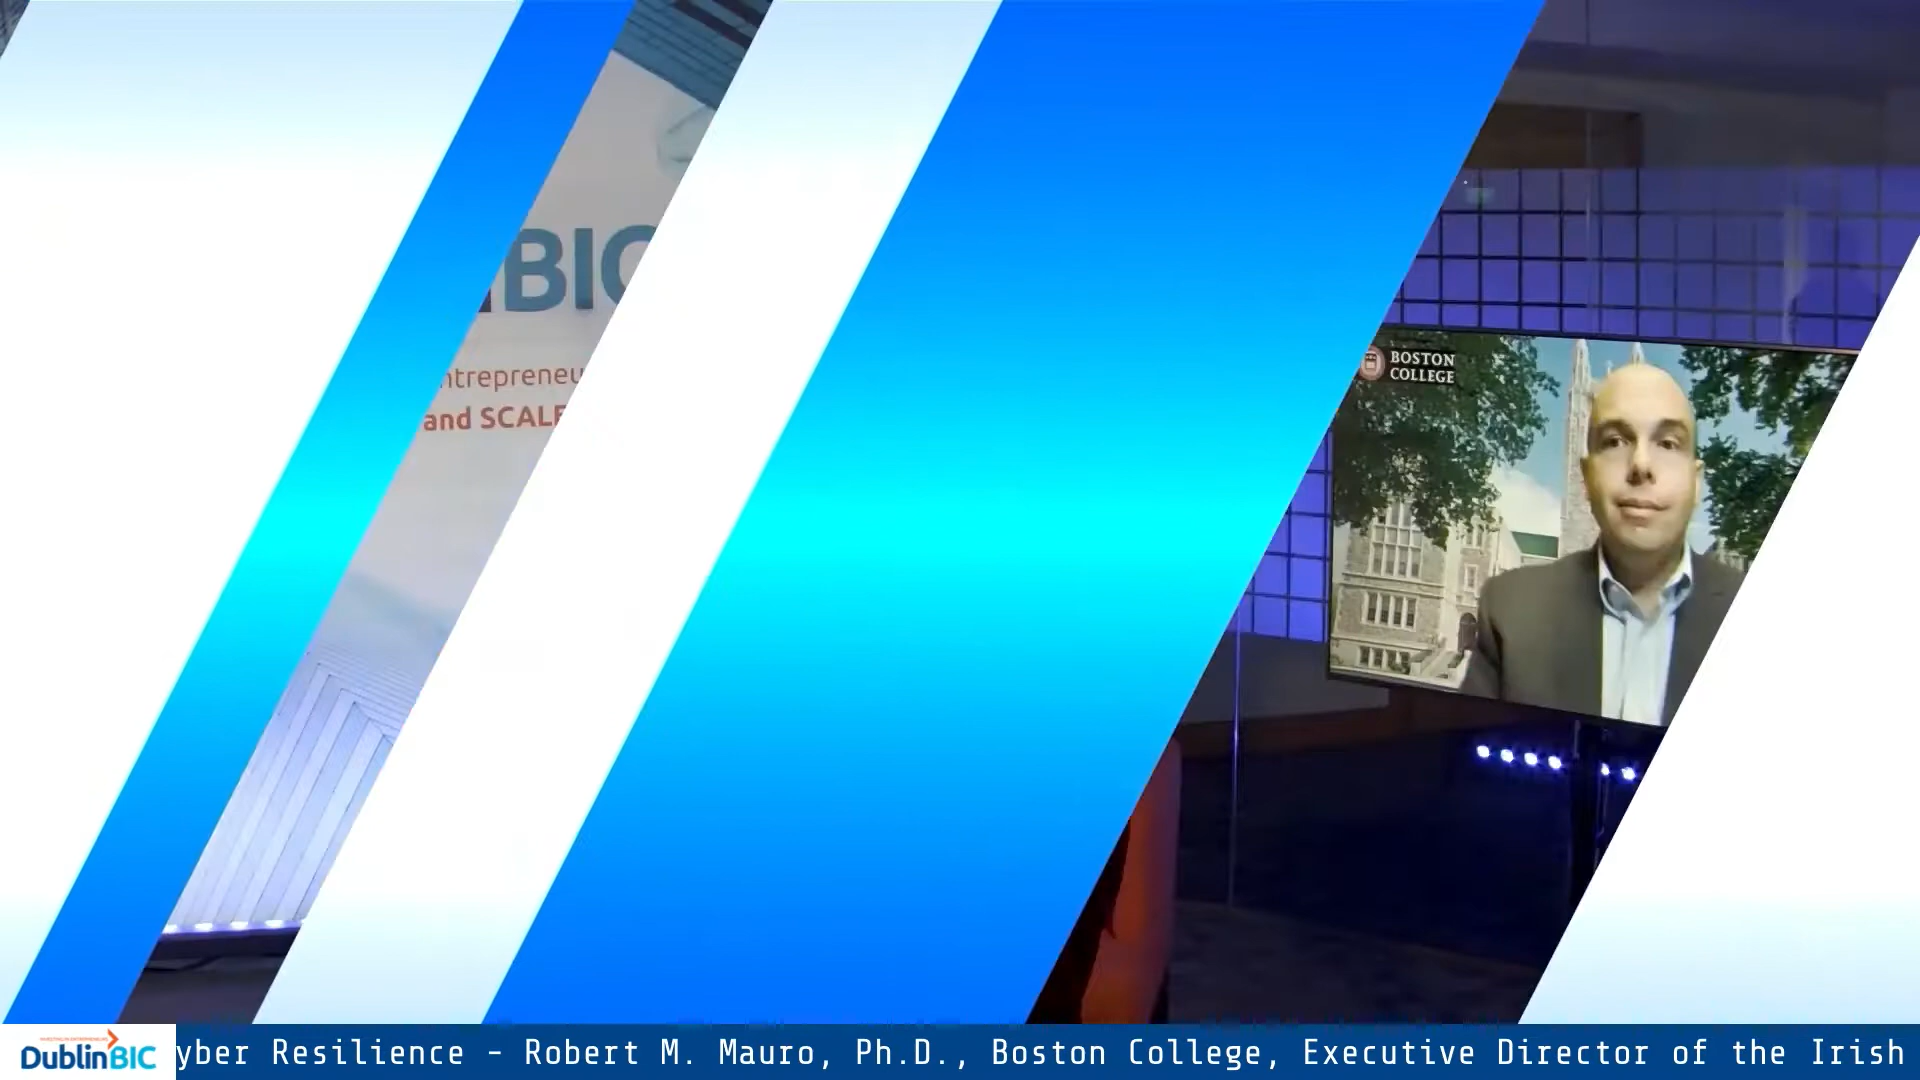 BIC
ntrepreneu
and SCALE
BOSTON
COLLEGE
DublinBIC
yber Resilience - Robert M. Mauro, Ph.D., Boston College, Executive Director of the Irish